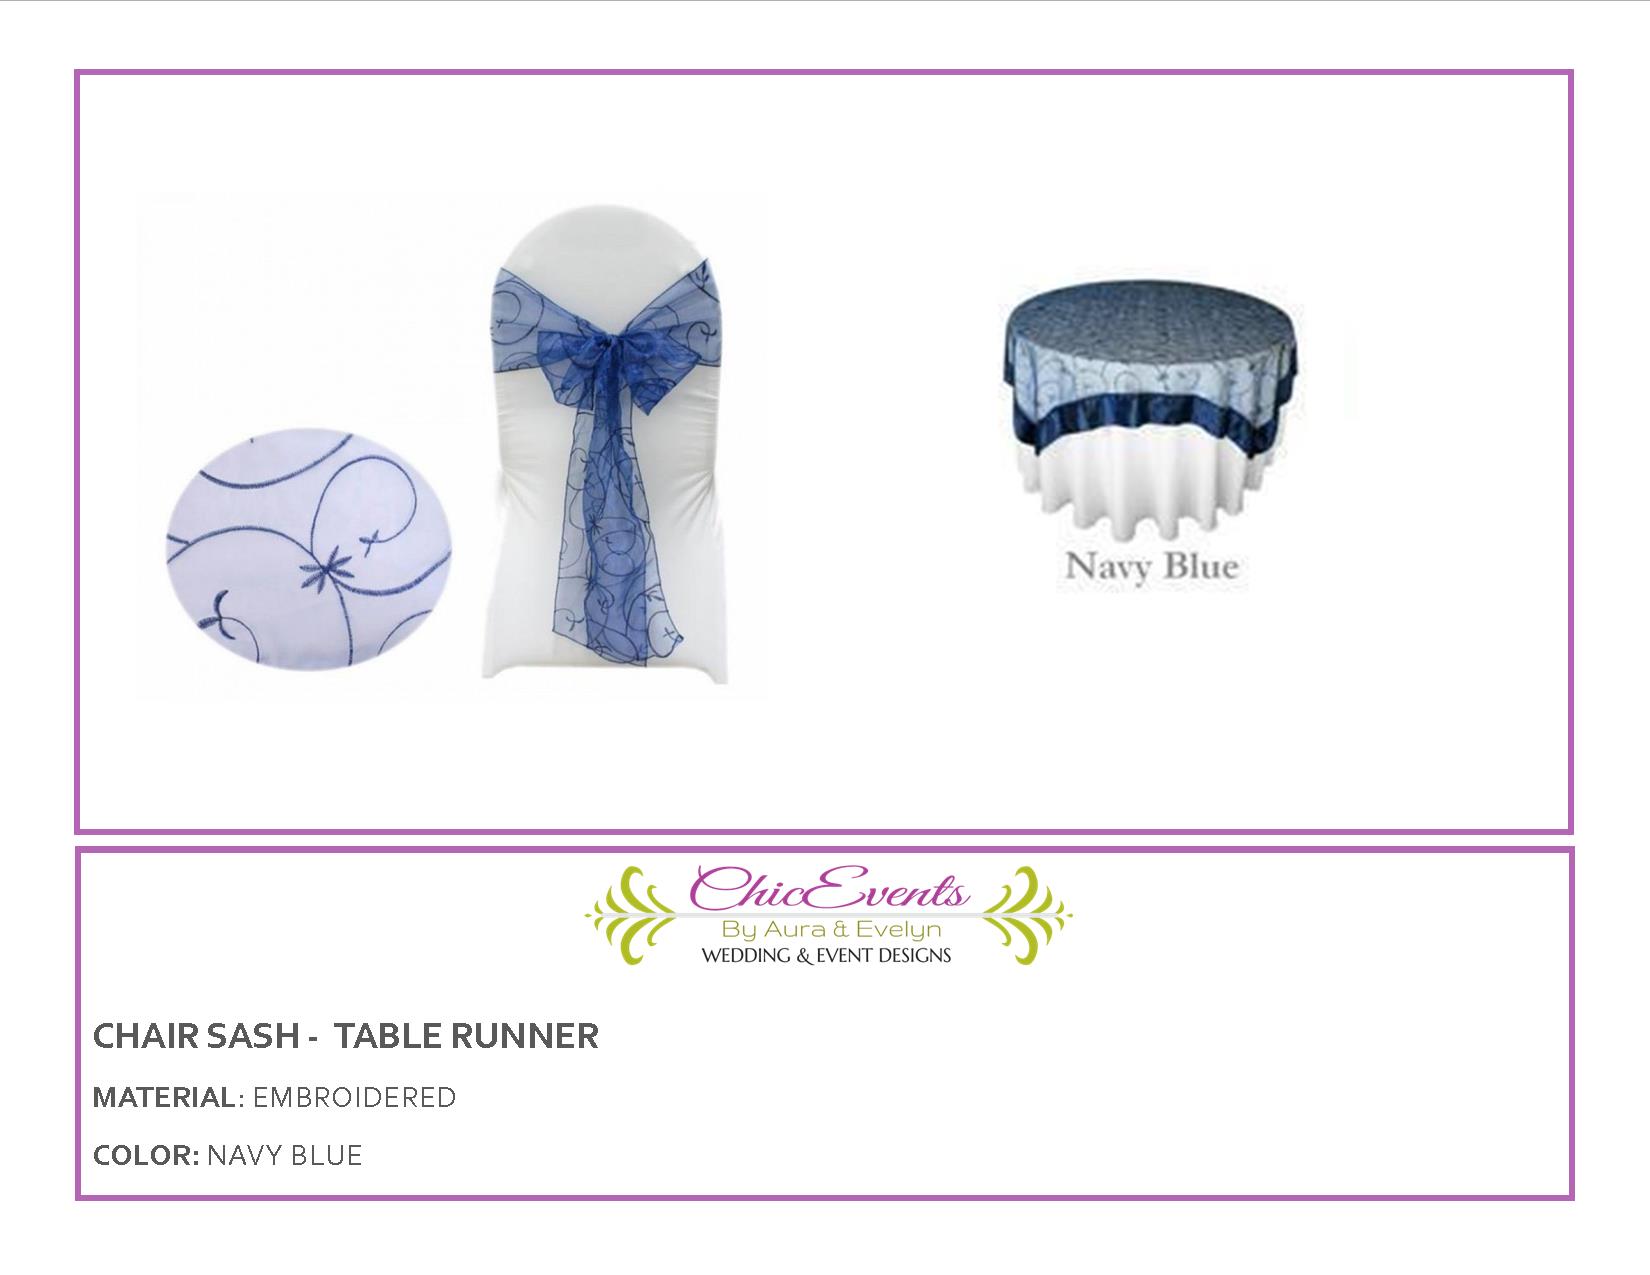 Navy Blue
ChicEvents
By Aura & Evelyn
WEDDING & EVENT DESIGNS
CHAIR SASH - TABLE RUNNER
MATERIAL: EMBROIDERED
COLOR: NAVY BLUE